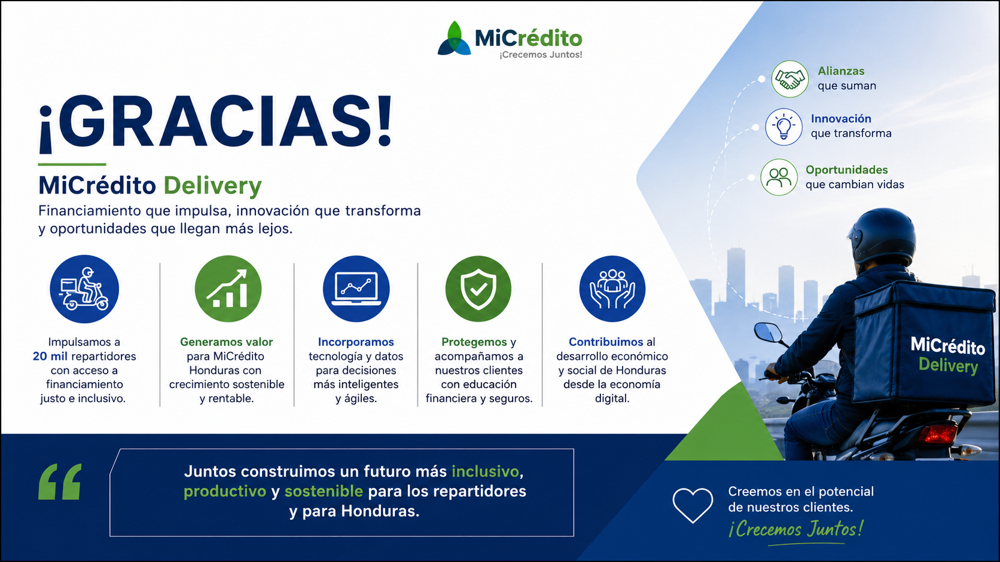 MiCrédito
¡Crecemos Juntos!
¡GRACIAS!
MiCrédito Delivery
Financiamiento que impulsa, innovación que transforma
y oportunidades que llegan más lejos.
Impulsamos a
20 mil repartidores
con acceso a
financiamiento
justo e inclusivo.
Generamos valor
para MiCrédito
Honduras con
crecimiento sostenible
y rentable.
Incorporamos
tecnología y datos
para decisiones
más inteligentes
y ágiles.
Protegemos y
acompañamos a
nuestros clientes
con educación
financiera y seguros.
Contribuimos al
desarrollo económico
y social de Honduras
desde la economía
digital.
Alianzas
que suman
Innovación
que transforma
Oportunidades
que cambian vidas
MiCrédito
Delivery
“
Juntos construimos un futuro más inclusivo,
productivo y sostenible para los repartidores
y para Honduras.
Creemos en el potencial
de nuestros clientes.
¡Crecemos Juntos!